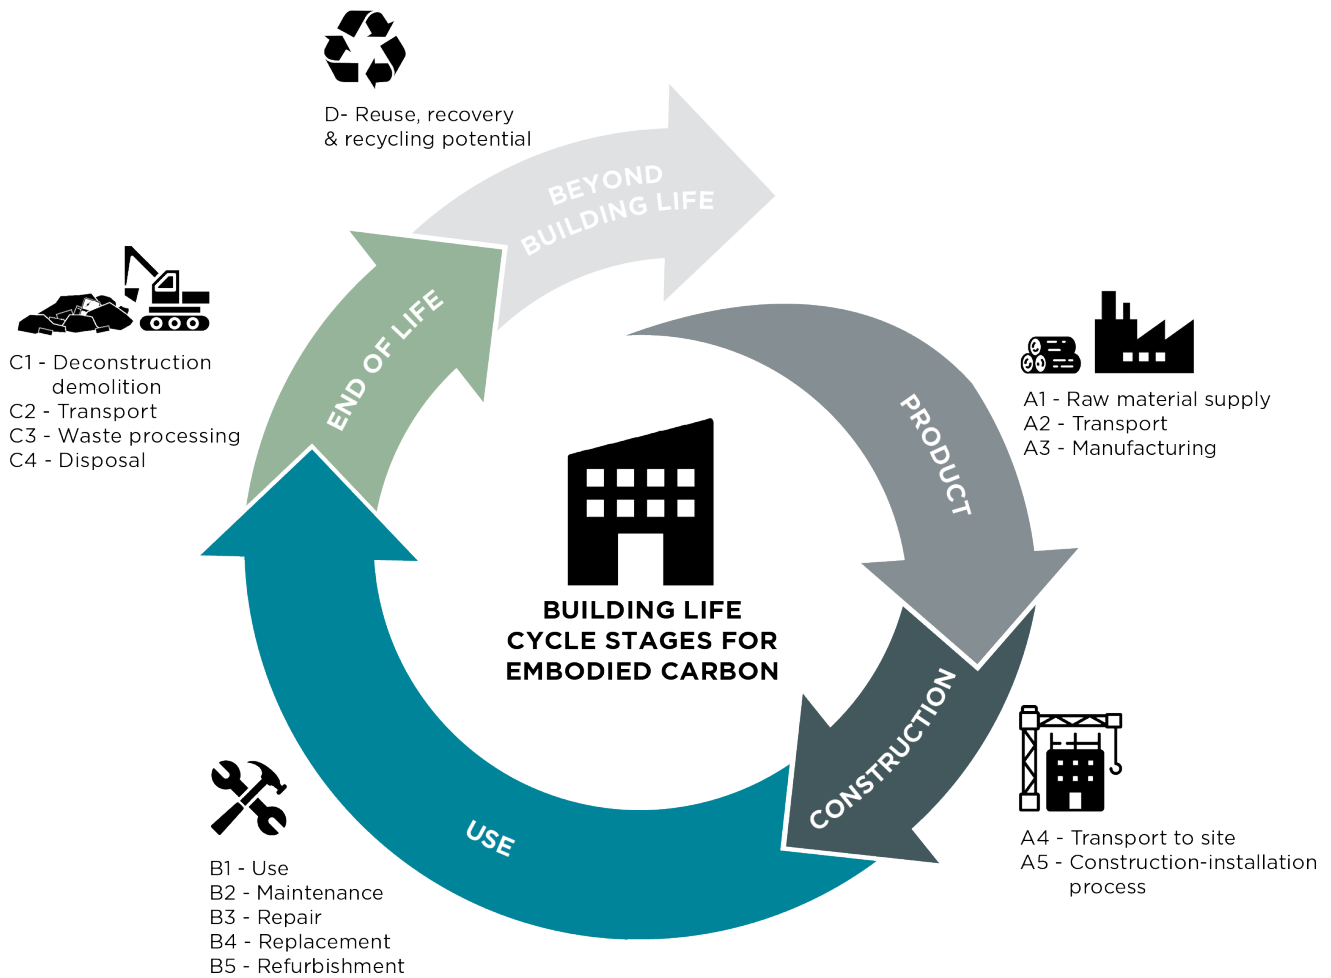 D- Reuse, recovery
& recycling potential
BEYOND
BUILDING LIFE
END OF LIFE
C1 - Deconstruction
demolition
C2 - Transport
C3 - Waste processing
C4 - Disposal
PRODUCT
A1 - Raw material supply
A2 - Transport
A3 - Manufacturing
BUILDING LIFE
CYCLE STAGES FOR
EMBODIED CARBON
CONSTRUCTION
A4 - Transport to site
A5 - Construction-installation
process
USE
B1 - Use
B2 - Maintenance
B3 - Repair
B4 - Replacement
B5 - Refurbishment